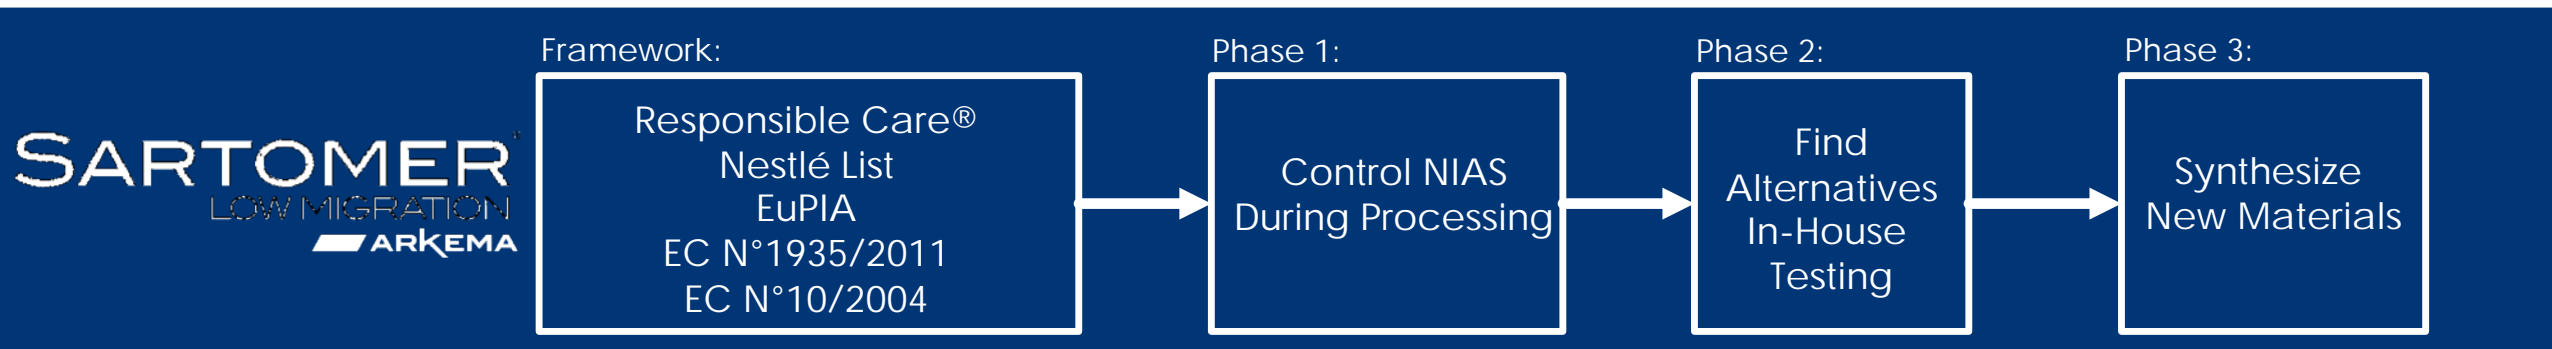 SARTOMER
LOW MIGRATION
ARKEMA
Framework:
Responsible Care®
Nestlé List
EuPIA
EC N°1935/2011
EC N°10/2004
Phase 1:
Control NIAS
During Processing
Phase 2:
Find
Alternatives
In-House
Testing
Phase 3:
Synthesize
New Materials